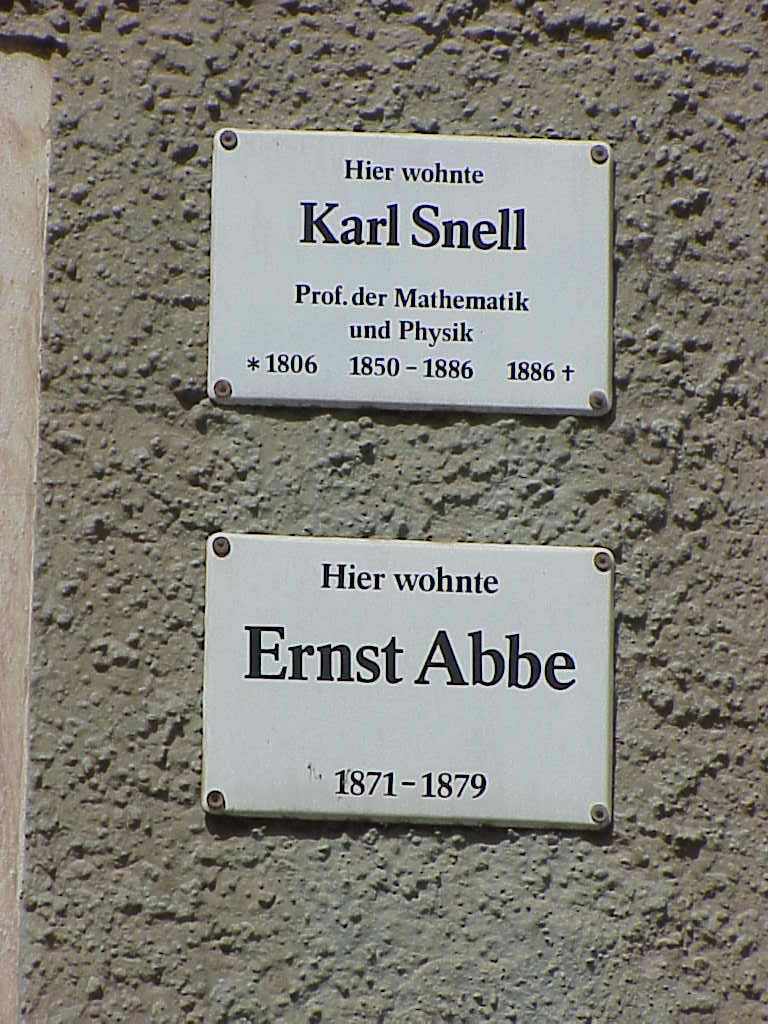 Hier wohnte
Karl Snell
Prof. der Mathematik
und Physik
* 1806 1850 – 1886 1886 †
Hier wohnte
Ernst Abbe
1871 – 1879